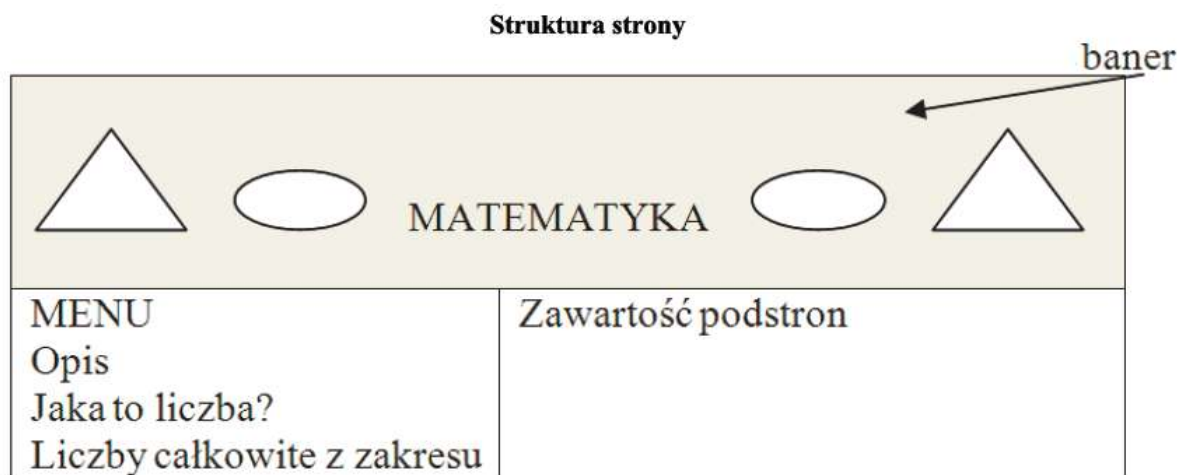 Struktura strony
baner
MATEMATYKA
MENU
Opis
Jaka to liczba?
Liczby całkowite z zakresu
Zawartość podstron